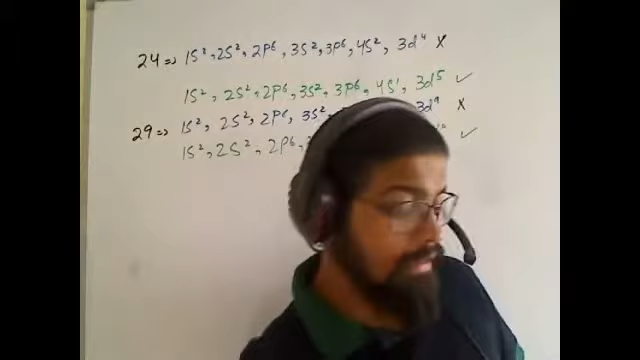 24 => 1S², 2S², 2P⁶, 3S², 3P⁶, 4S², 3d⁴ X
1S², 2S², 2P⁶, 3S², 3P⁶, 4S¹, 3d⁵ ✓
29 => 1S², 2S², 2P⁶, 3S², 3d⁹ X
1S², 2S², 2P⁶, ✓